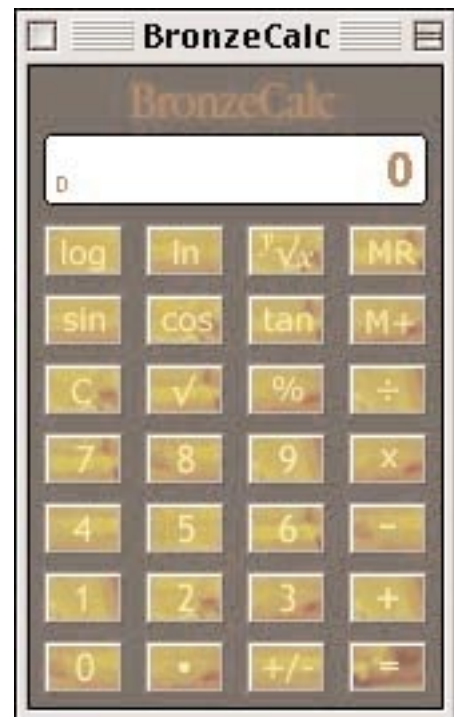 BronzeCalc
BronzeCalc
D 0
log ln ʸ√x MR
sin cos tan M+
C √ % ÷
7 8 9 x
4 5 6 -
1 2 3 +
0 • +/- =